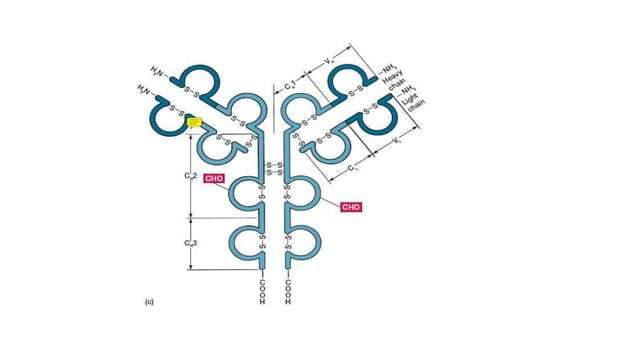 H₂N
H₂N
S–S
S–S
S–S
S–S
CH1
VH
NH₂
Heavy
chain
NH₂
Light
chain
S–S
S–S
S–S
S–S
VL
CL
S–S
S–S
CH2
CHO
S–S
S–S
CHO
CH3
S–S
S–S
COOH
COOH
(c)